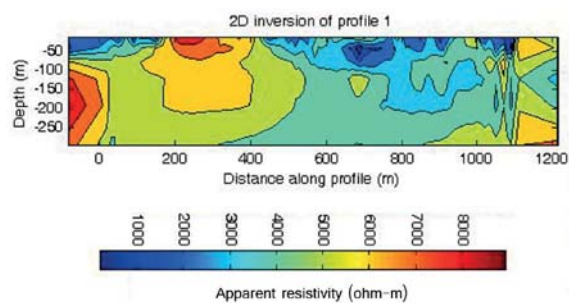 2D inversion of profile 1
Depth (m)
-50
-100
-150
-200
-250
0 200 400 600 800 1000 1200
Distance along profile (m)
1000 2000 3000 4000 5000 6000 7000 8000
Apparent resistivity (ohm-m)